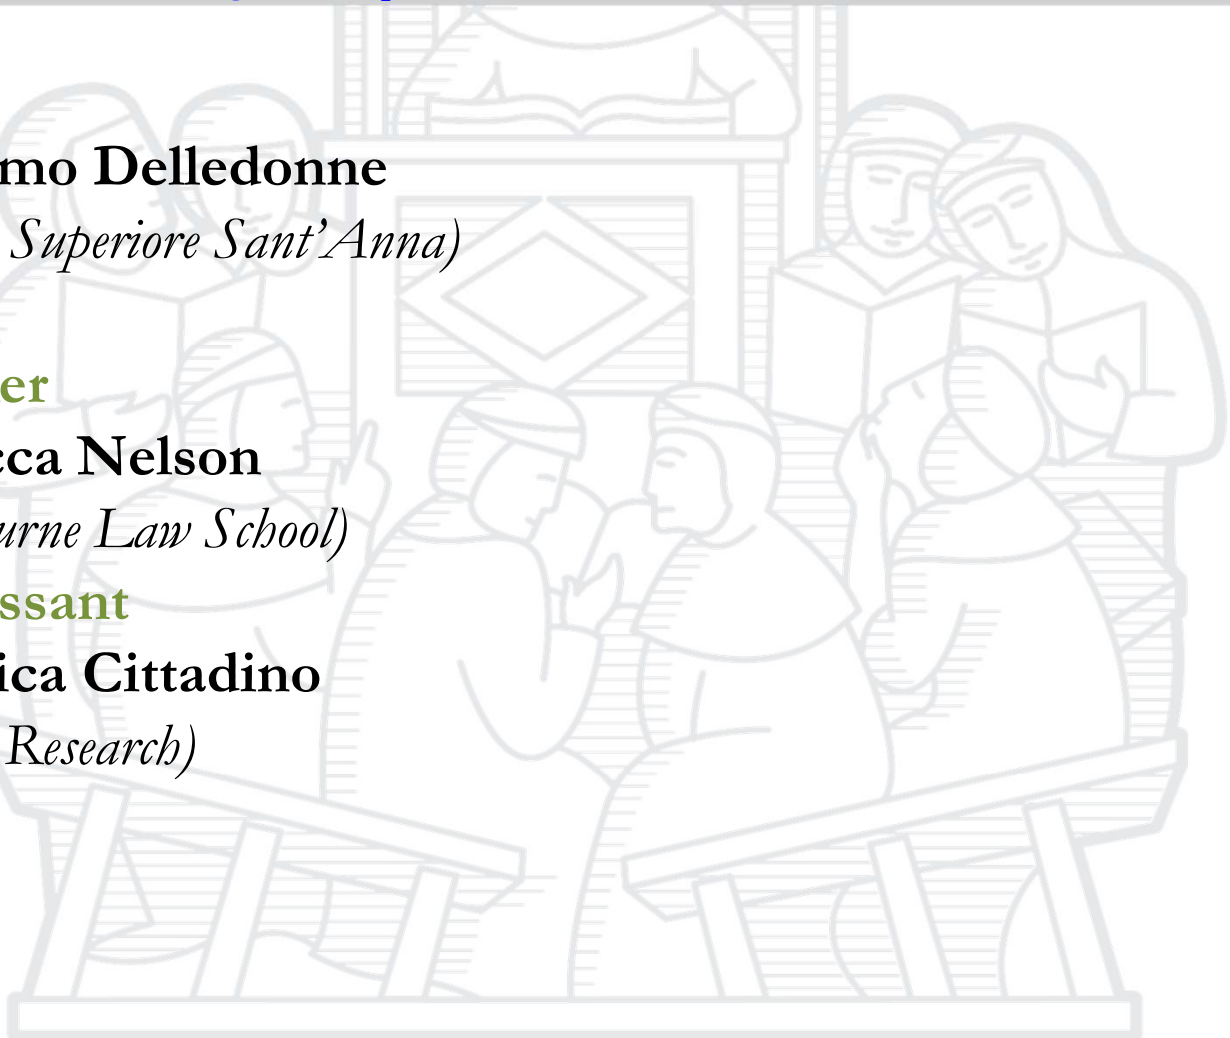 mo Delledonne
Superiore Sant’Anna)
er
cca Nelson
urne Law School)
ssant
ica Cittadino
Research)